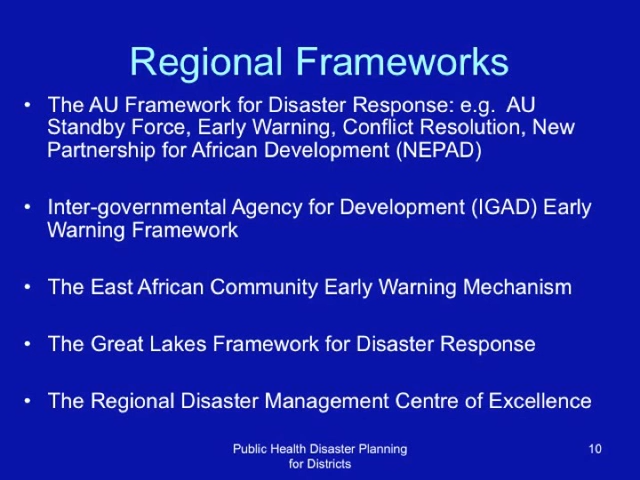 Regional Frameworks
• The AU Framework for Disaster Response: e.g. AU
Standby Force, Early Warning, Conflict Resolution, New
Partnership for African Development (NEPAD)
• Inter-governmental Agency for Development (IGAD) Early
Warning Framework
• The East African Community Early Warning Mechanism
• The Great Lakes Framework for Disaster Response
• The Regional Disaster Management Centre of Excellence
Public Health Disaster Planning
for Districts
10